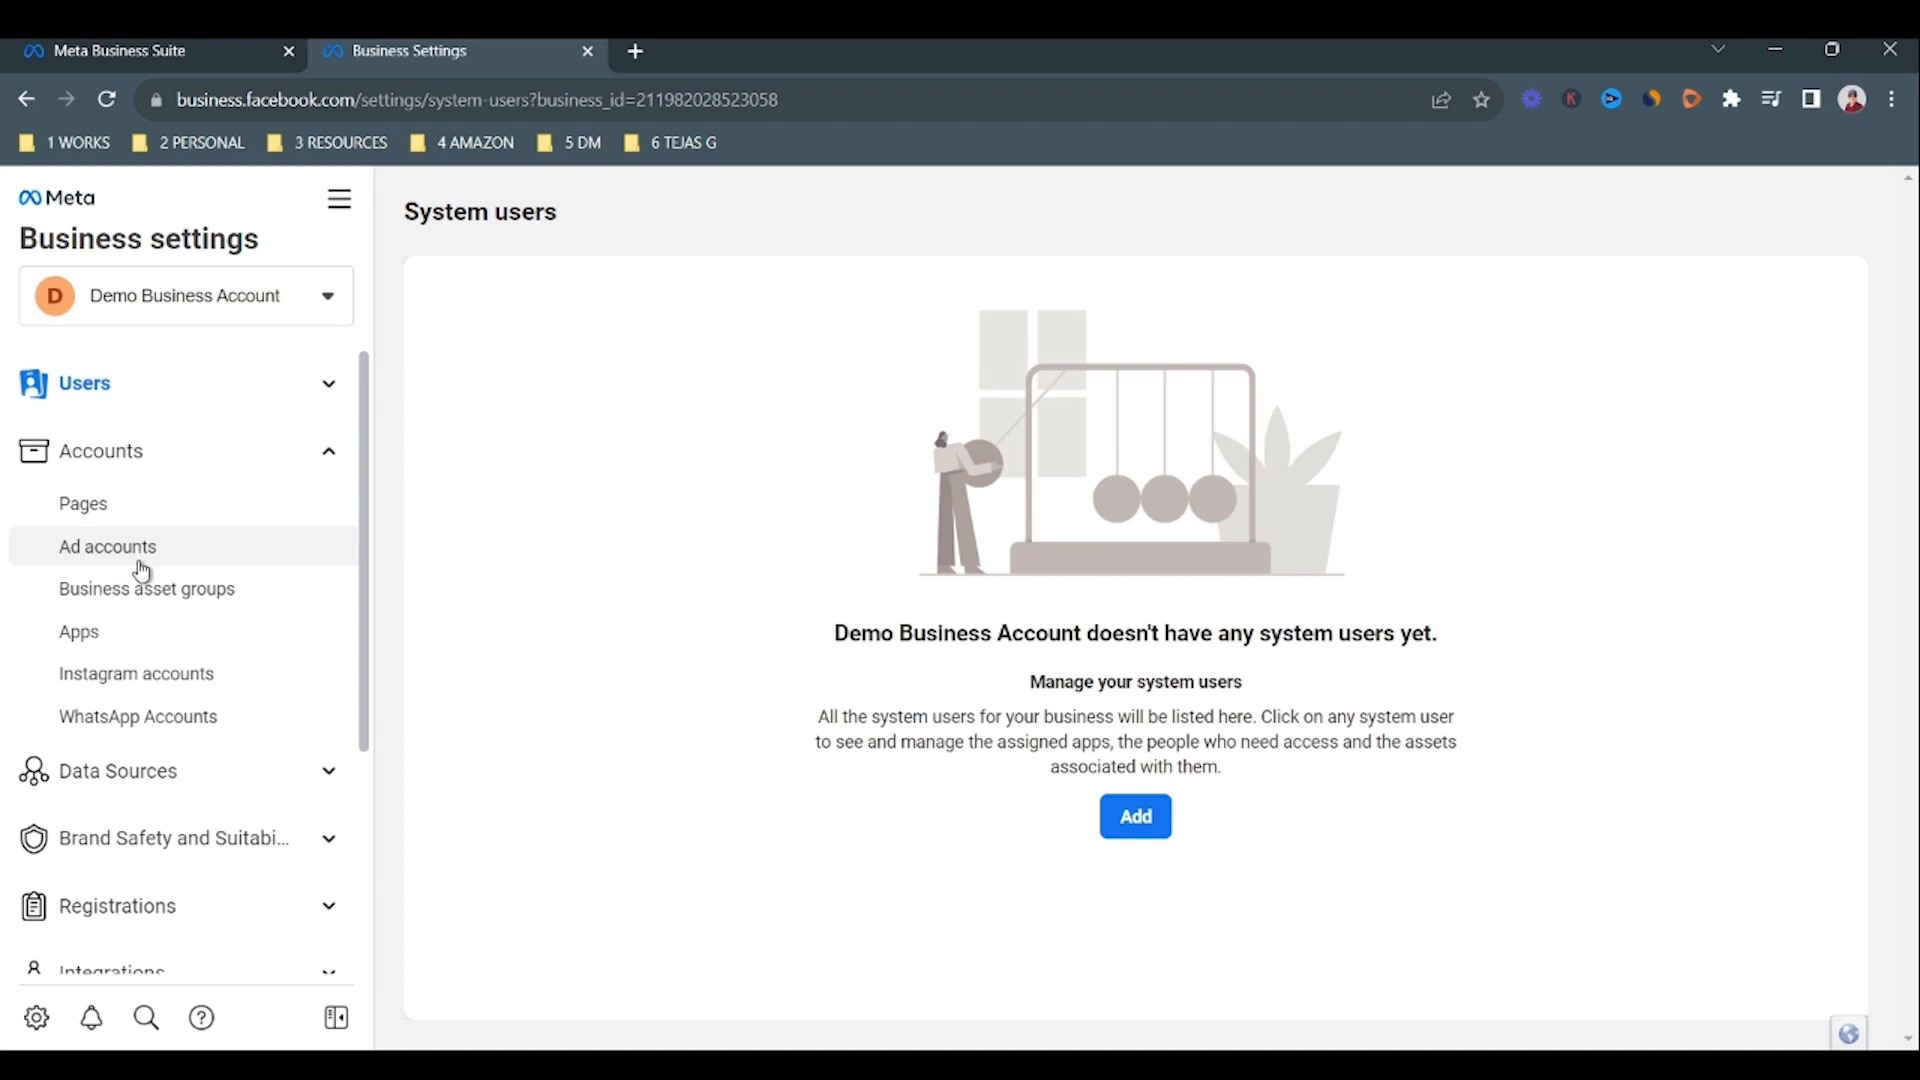 Meta Business Suite
Business Settings
business.facebook.com/settings/system-users?business_id=211982028523058
1 WORKS
2 PERSONAL
3 RESOURCES
4 AMAZON
5 DM
6 TEJAS G
Meta
Business settings
D
Demo Business Account
Users
Accounts
Pages
Ad accounts
Business asset groups
Apps
Instagram accounts
WhatsApp Accounts
Data Sources
Brand Safety and Suitabi...
Registrations
Integrations
System users
Demo Business Account doesn't have any system users yet.
Manage your system users
All the system users for your business will be listed here. Click on any system user
to see and manage the assigned apps, the people who need access and the assets
associated with them.
Add